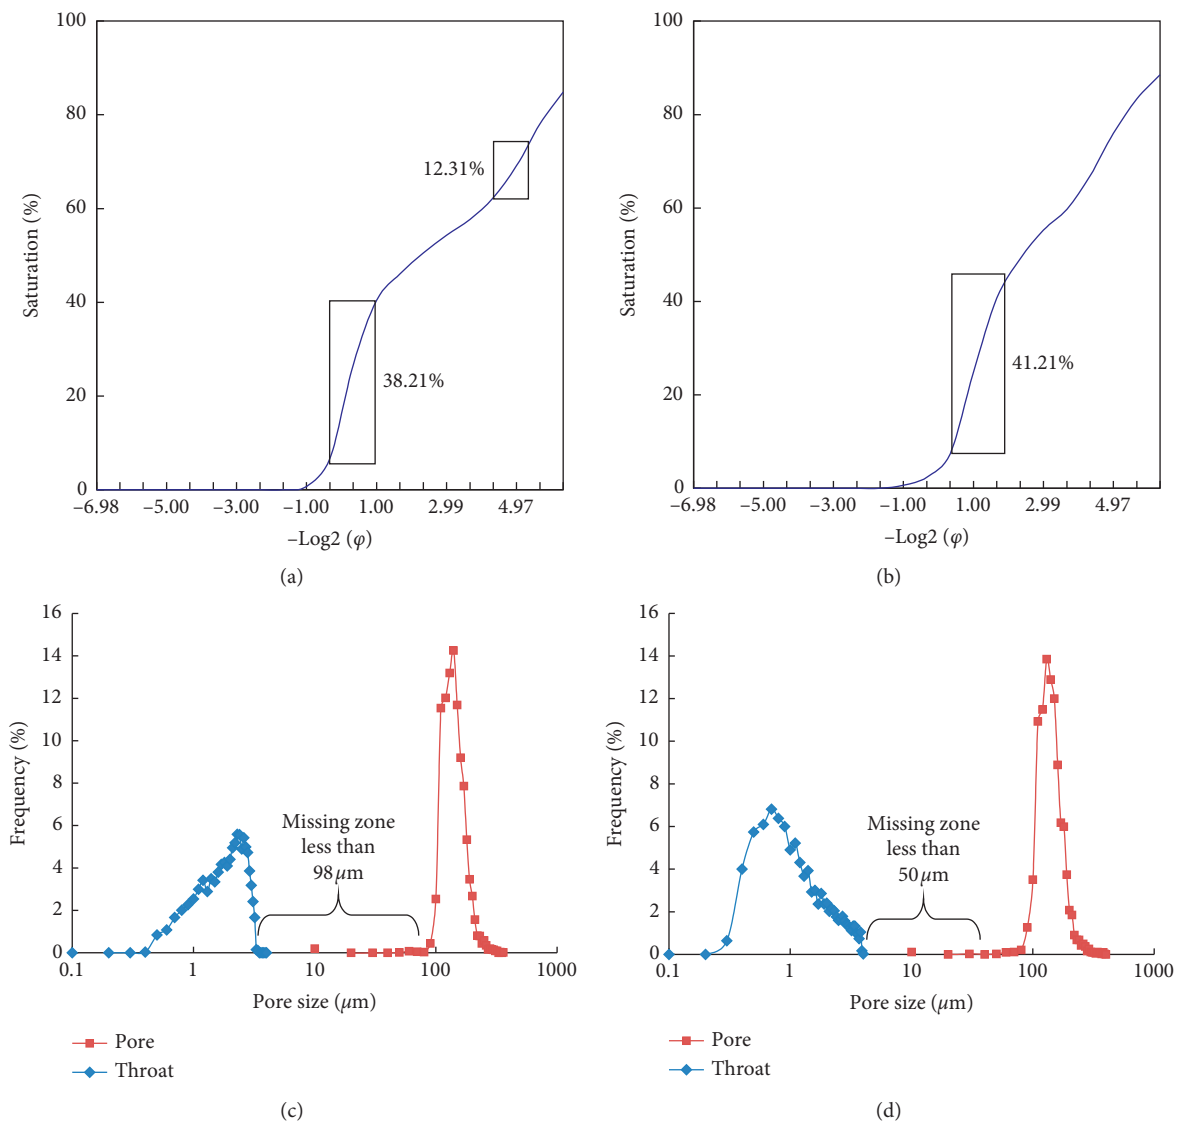 100
80
60
40
20
0
Saturation (%)
12.31%
38.21%
–6.98 –5.00 –3.00 –1.00 1.00 2.99 4.97
–Log2 (φ)
(a)
100
80
60
40
20
0
Saturation (%)
41.21%
–6.98 –5.00 –3.00 –1.00 1.00 2.99 4.97
–Log2 (φ)
(b)
16
14
12
10
8
6
4
2
0
Frequency (%)
Missing zone
less than
98 μm
0.1 1 10 100 1000
Pore size (μm)
Pore
Throat
(c)
16
14
12
10
8
6
4
2
0
Frequency (%)
Missing zone
less than
50 μm
0.1 1 10 100 1000
Pore size (μm)
Pore
Throat
(d)